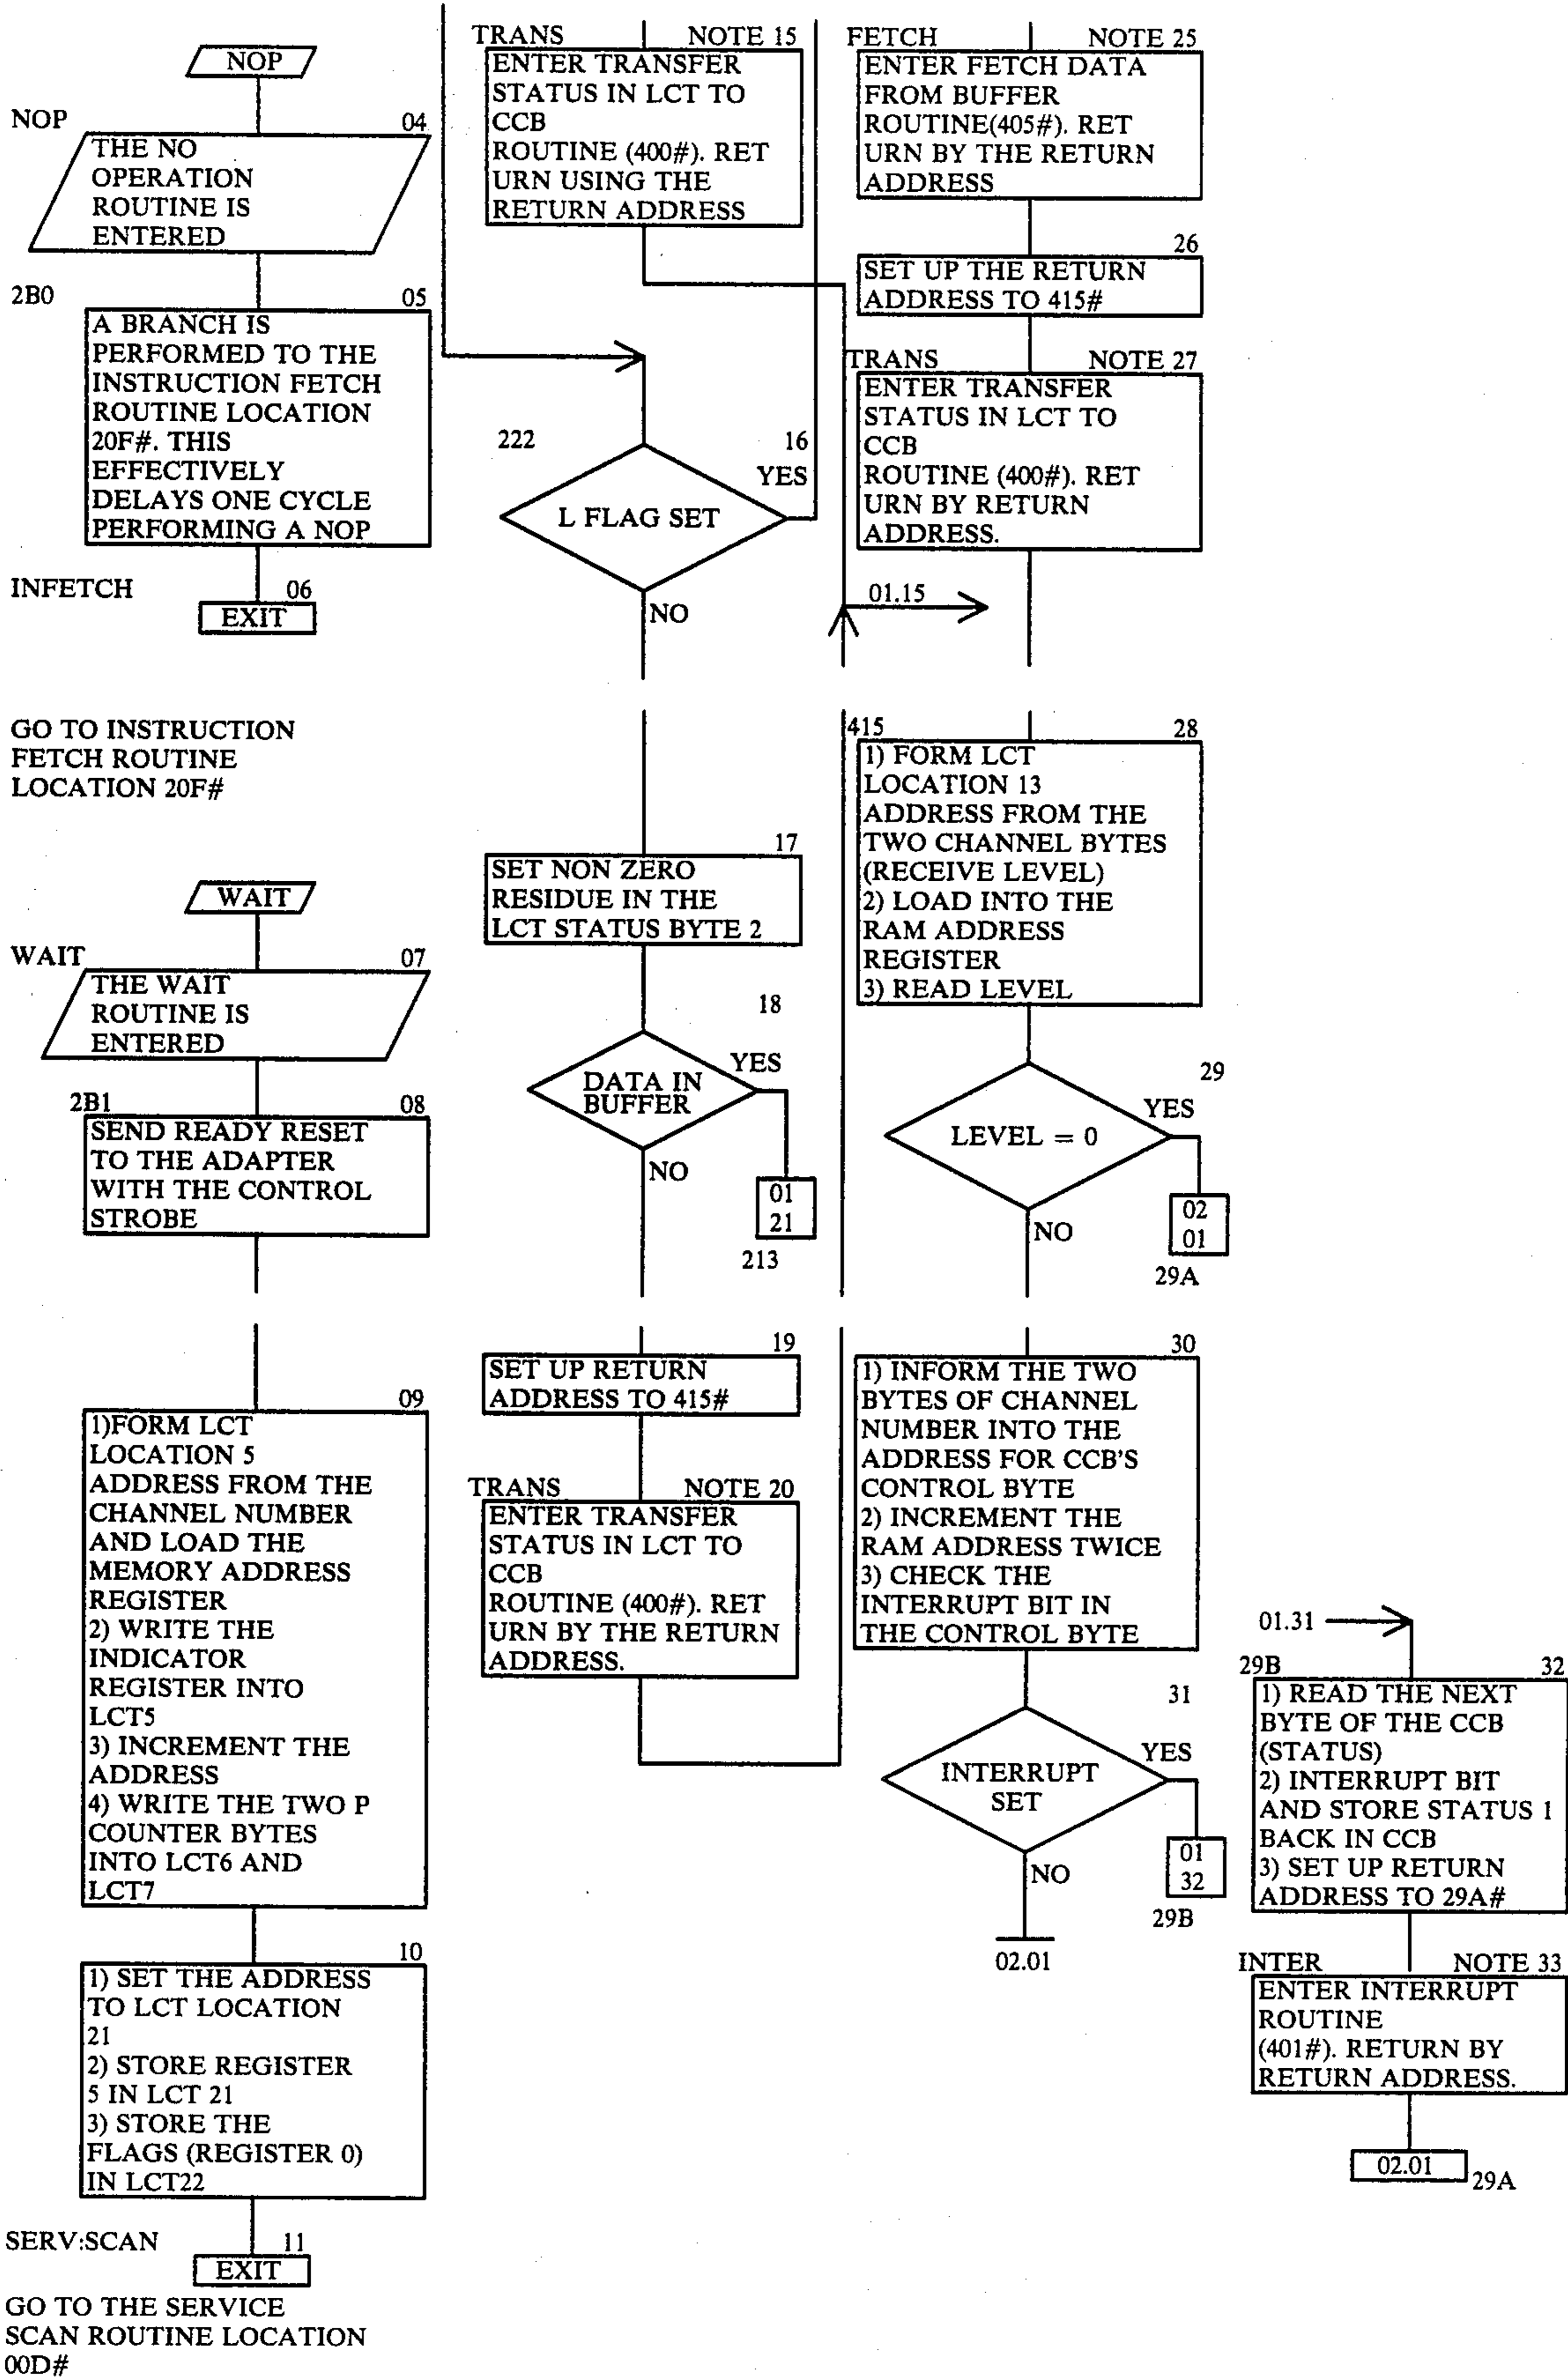 NOP
NOP
04
THE NO
OPERATION
ROUTINE IS
ENTERED
2B0
05
A BRANCH IS
PERFORMED TO THE
INSTRUCTION FETCH
ROUTINE LOCATION
20F#. THIS
EFFECTIVELY
DELAYS ONE CYCLE
PERFORMING A NOP
INFETCH
06
EXIT
GO TO INSTRUCTION
FETCH ROUTINE
LOCATION 20F#
WAIT
WAIT
07
THE WAIT
ROUTINE IS
ENTERED
2B1
08
SEND READY RESET
TO THE ADAPTER
WITH THE CONTROL
STROBE
09
1)FORM LCT
LOCATION 5
ADDRESS FROM THE
CHANNEL NUMBER
AND LOAD THE
MEMORY ADDRESS
REGISTER
2) WRITE THE
INDICATOR
REGISTER INTO
LCT5
3) INCREMENT THE
ADDRESS
4) WRITE THE TWO P
COUNTER BYTES
INTO LCT6 AND
LCT7
10
1) SET THE ADDRESS
TO LCT LOCATION
21
2) STORE REGISTER
5 IN LCT 21
3) STORE THE
FLAGS (REGISTER 0)
IN LCT22
SERV:SCAN
11
EXIT
GO TO THE SERVICE
SCAN ROUTINE LOCATION
00D#
TRANS
NOTE 15
ENTER TRANSFER
STATUS IN LCT TO
CCB
ROUTINE (400#). RET
URN USING THE
RETURN ADDRESS
222
16
YES
L FLAG SET
NO
17
SET NON ZERO
RESIDUE IN THE
LCT STATUS BYTE 2
18
YES
DATA IN
BUFFER
NO
01
21
213
19
SET UP RETURN
ADDRESS TO 415#
TRANS
NOTE 20
ENTER TRANSFER
STATUS IN LCT TO
CCB
ROUTINE (400#). RET
URN BY THE RETURN
ADDRESS.
FETCH
NOTE 25
ENTER FETCH DATA
FROM BUFFER
ROUTINE(405#). RET
URN BY THE RETURN
ADDRESS
26
SET UP THE RETURN
ADDRESS TO 415#
TRANS
NOTE 27
ENTER TRANSFER
STATUS IN LCT TO
CCB
ROUTINE (400#). RET
URN BY RETURN
ADDRESS.
01.15
415
28
1) FORM LCT
LOCATION 13
ADDRESS FROM THE
TWO CHANNEL BYTES
(RECEIVE LEVEL)
2) LOAD INTO THE
RAM ADDRESS
REGISTER
3) READ LEVEL
29
YES
LEVEL = 0
NO
02
01
29A
30
1) INFORM THE TWO
BYTES OF CHANNEL
NUMBER INTO THE
ADDRESS FOR CCB'S
CONTROL BYTE
2) INCREMENT THE
RAM ADDRESS TWICE
3) CHECK THE
INTERRUPT BIT IN
THE CONTROL BYTE
31
YES
INTERRUPT
SET
NO
01
32
29B
02.01
01.31
29B
32
1) READ THE NEXT
BYTE OF THE CCB
(STATUS)
2) INTERRUPT BIT
AND STORE STATUS 1
BACK IN CCB
3) SET UP RETURN
ADDRESS TO 29A#
INTER
NOTE 33
ENTER INTERRUPT
ROUTINE
(401#). RETURN BY
RETURN ADDRESS.
02.01
29A